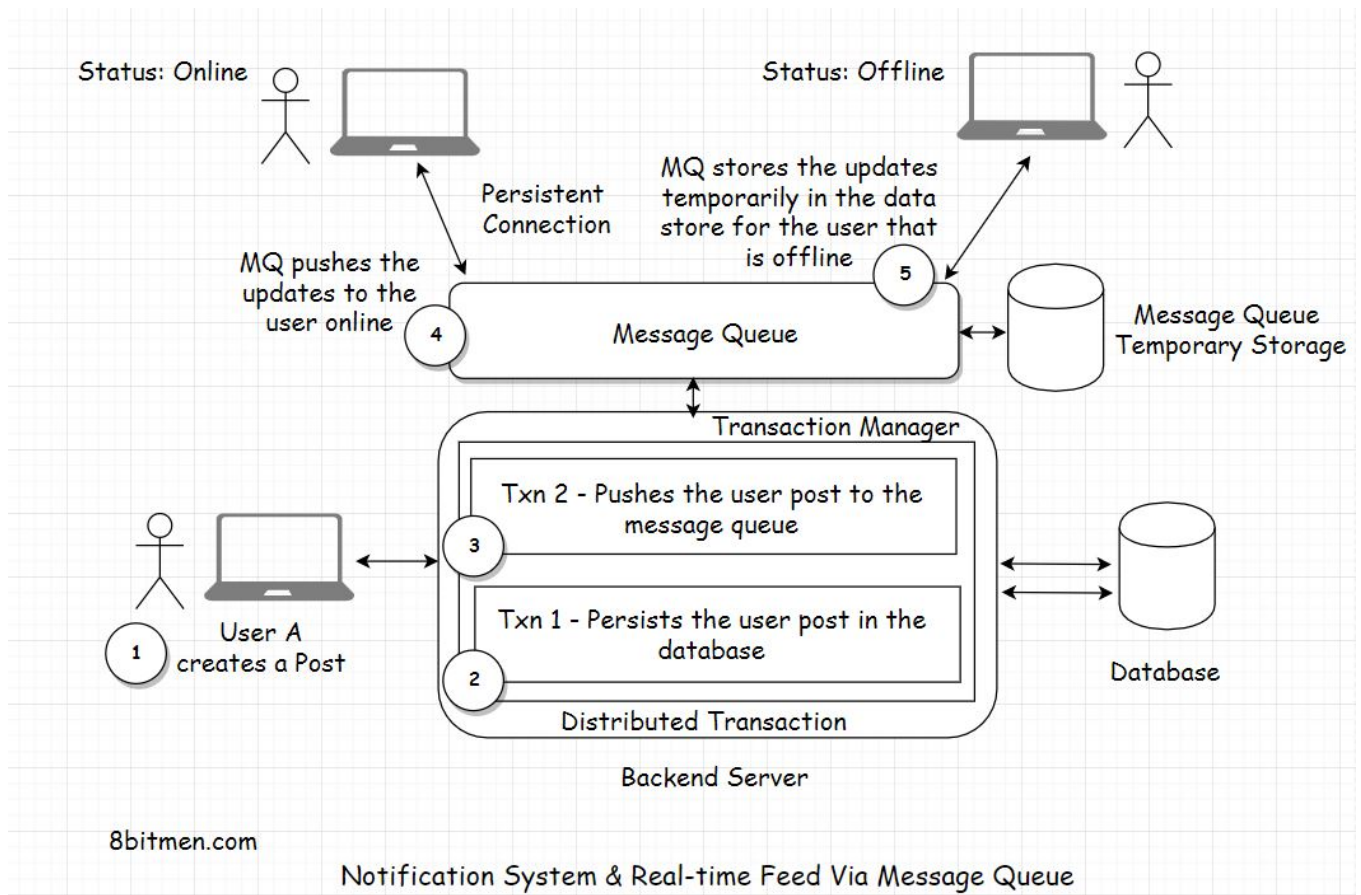 Status: Online
Status: Offline
Persistent
Connection
MQ stores the updates
temporarily in the data
store for the user that
is offline
5
MQ pushes the
updates to the
user online
4
Message Queue
Message Queue
Temporary Storage
Transaction Manager
Txn 2 - Pushes the user post to the
message queue
3
Txn 1 - Persists the user post in the
database
2
1
User A
creates a Post
Database
Distributed Transaction
Backend Server
8bitmen.com
Notification System & Real-time Feed Via Message Queue